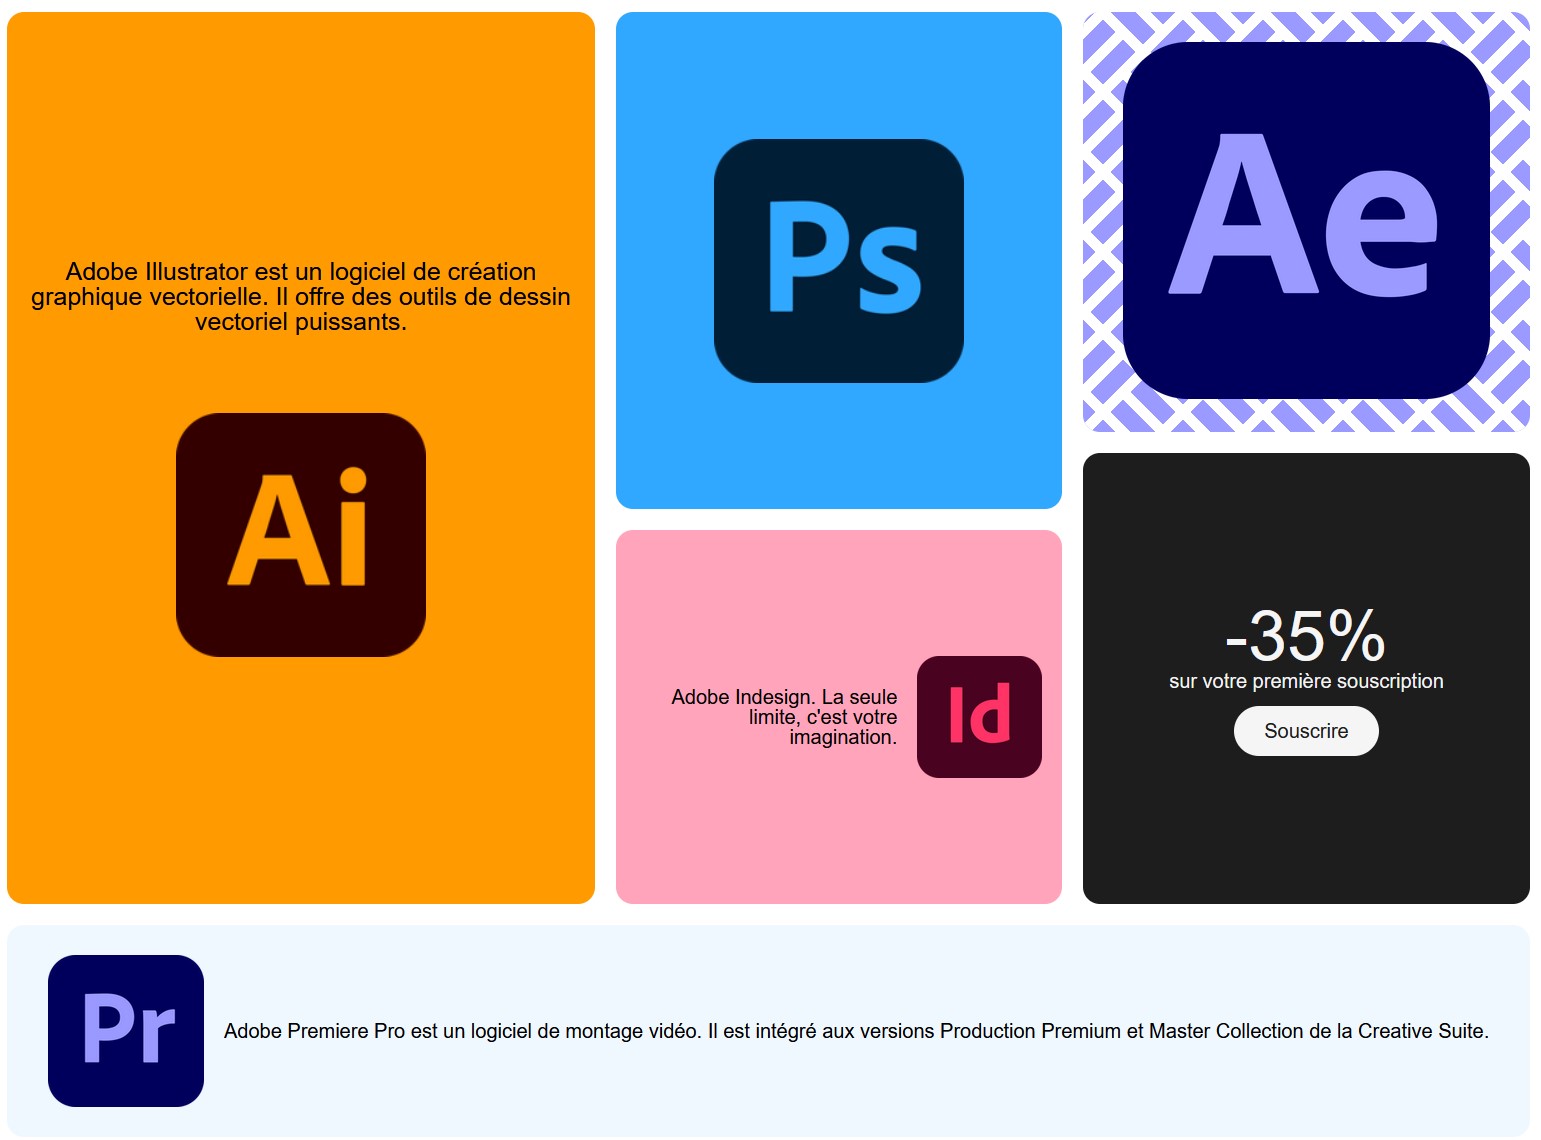 Adobe Illustrator est un logiciel de création
graphique vectorielle. Il offre des outils de dessin
vectoriel puissants.
Ai
Ps
Ae
Adobe Indesign. La seule
limite, c'est votre
imagination.
Id
-35%
sur votre première souscription
Souscrire
Pr
Adobe Premiere Pro est un logiciel de montage vidéo. Il est intégré aux versions Production Premium et Master Collection de la Creative Suite.